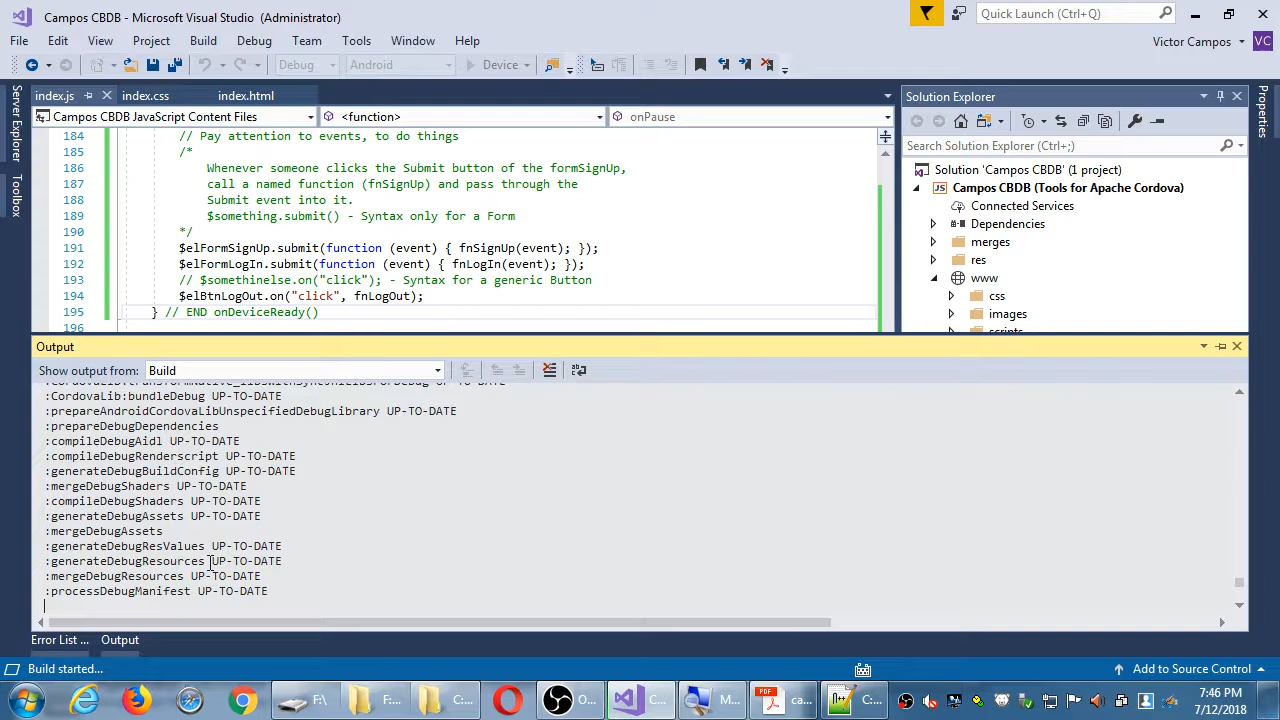 Campos CBDB - Microsoft Visual Studio (Administrator)
Quick Launch (Ctrl+Q)
File Edit View Project Build Debug Team Tools Window Help
Victor Campos VC
Debug Android Device
index.js index.css index.html
Campos CBDB JavaScript Content Files <function> onPause
184 // Pay attention to events, to do things
185 /*
186 Whenever someone clicks the Submit button of the formSignUp,
187 call a named function (fnSignUp) and pass through the
188 Submit event into it.
189 $something.submit() - Syntax only for a Form
190 */
191 $elFormSignUp.submit(function (event) { fnSignUp(event); });
192 $elFormLogIn.submit(function (event) { fnLogIn(event); });
193 // $somethinelse.on("click"); - Syntax for a generic Button
194 $elBtnLogOut.on("click", fnLogOut);
195 } // END onDeviceReady()
196
Server Explorer
Toolbox
Solution Explorer
Search Solution Explorer (Ctrl+;)
Solution 'Campos CBDB' (1 project)
JS Campos CBDB (Tools for Apache Cordova)
Connected Services
Dependencies
merges
res
www
css
images
scripts
Properties
Output
Show output from: Build
:CordovaLib:bundleDebug UP-TO-DATE
:prepareAndroidCordovaLibUnspecifiedDebugLibrary UP-TO-DATE
:prepareDebugDependencies
:compileDebugAidl UP-TO-DATE
:compileDebugRenderscript UP-TO-DATE
:generateDebugBuildConfig UP-TO-DATE
:mergeDebugShaders UP-TO-DATE
:compileDebugShaders UP-TO-DATE
:generateDebugAssets UP-TO-DATE
:mergeDebugAssets
:generateDebugResValues UP-TO-DATE
:generateDebugResources UP-TO-DATE
:mergeDebugResources UP-TO-DATE
:processDebugManifest UP-TO-DATE
Error List ... Output
Build started...
Add to Source Control
F:\ F:... C:... O... C... M... PDF ca... C:...
7:46 PM
7/12/2018